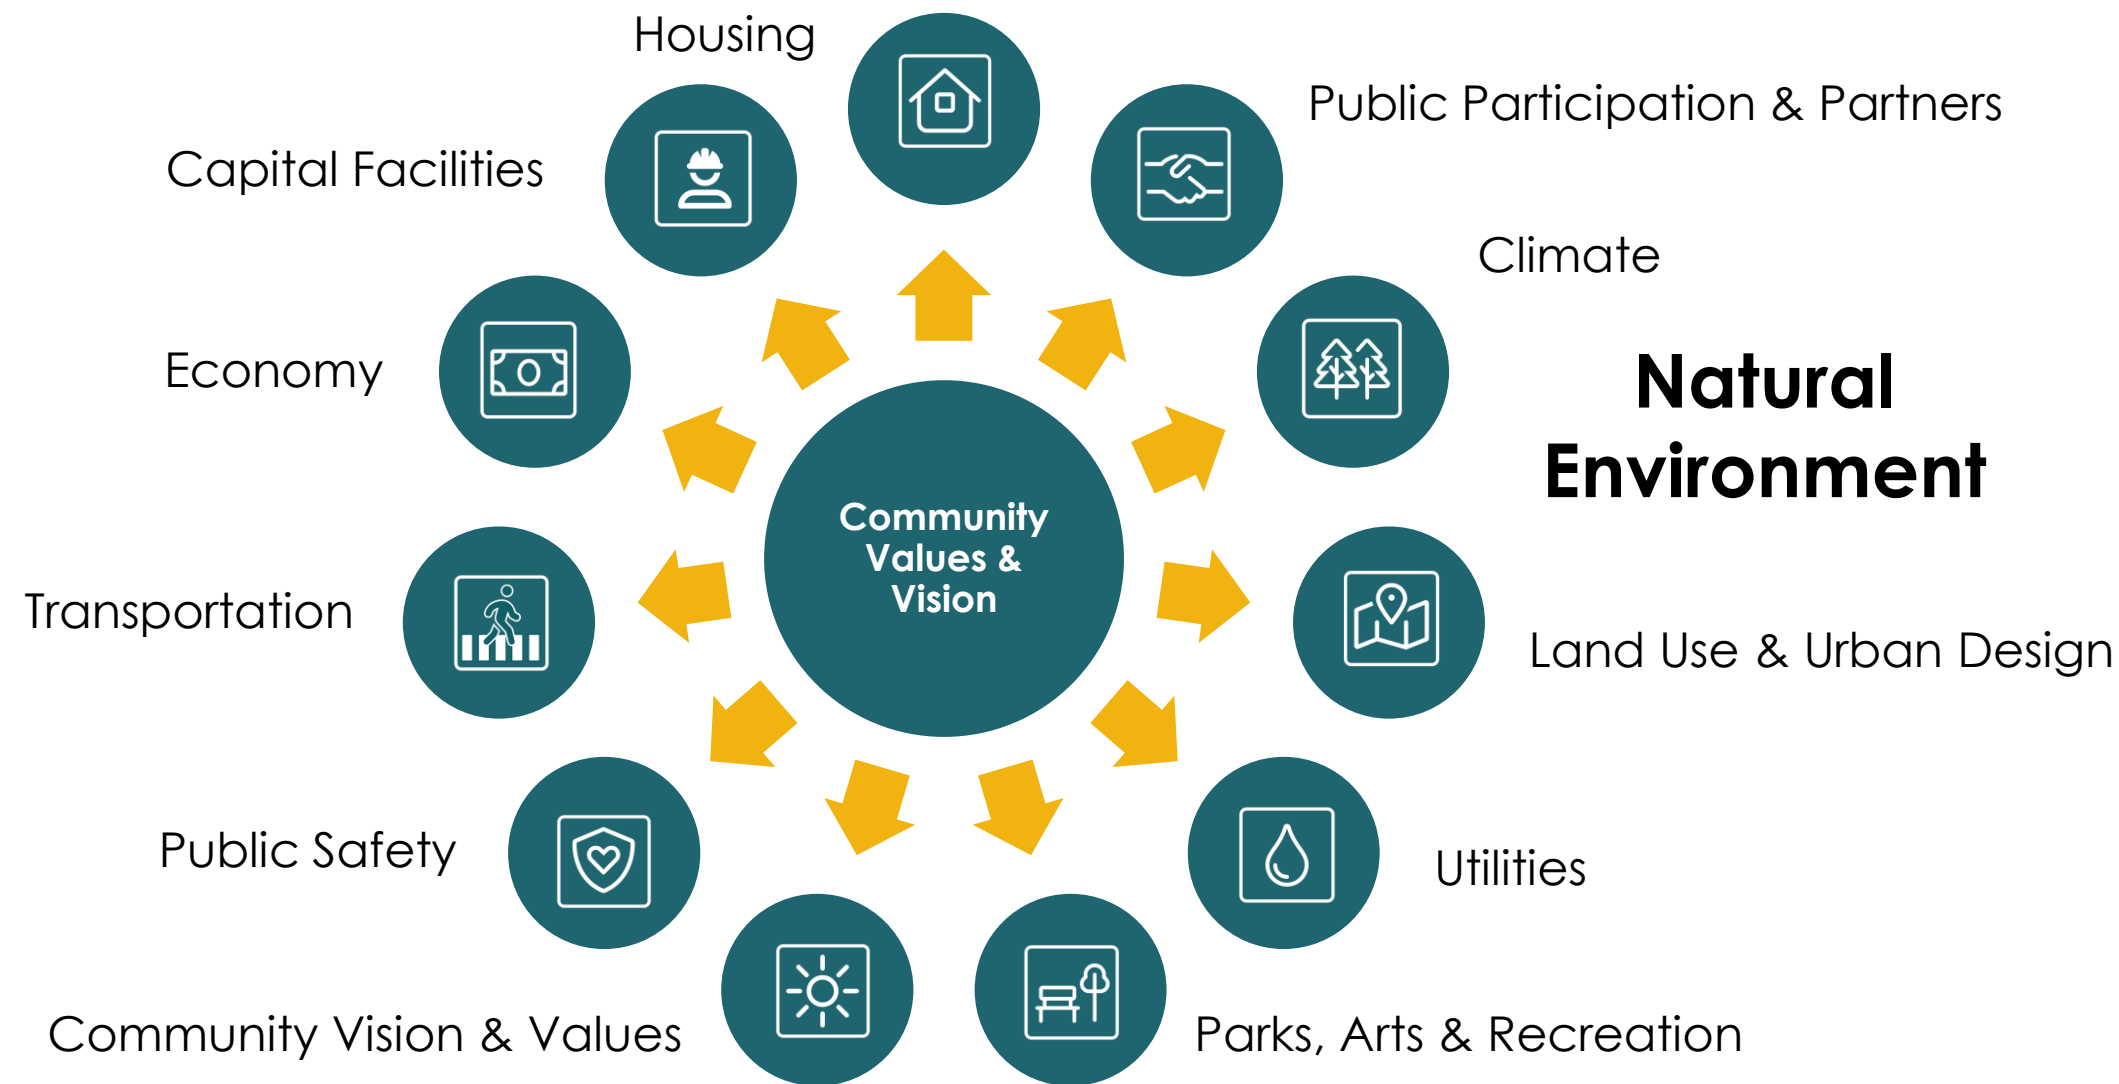 Housing
Public Participation & Partners
Capital Facilities
Climate
Economy
Natural
Environment
Community
Values &
Vision
Transportation
Land Use & Urban Design
Public Safety
Utilities
Community Vision & Values
Parks, Arts & Recreation